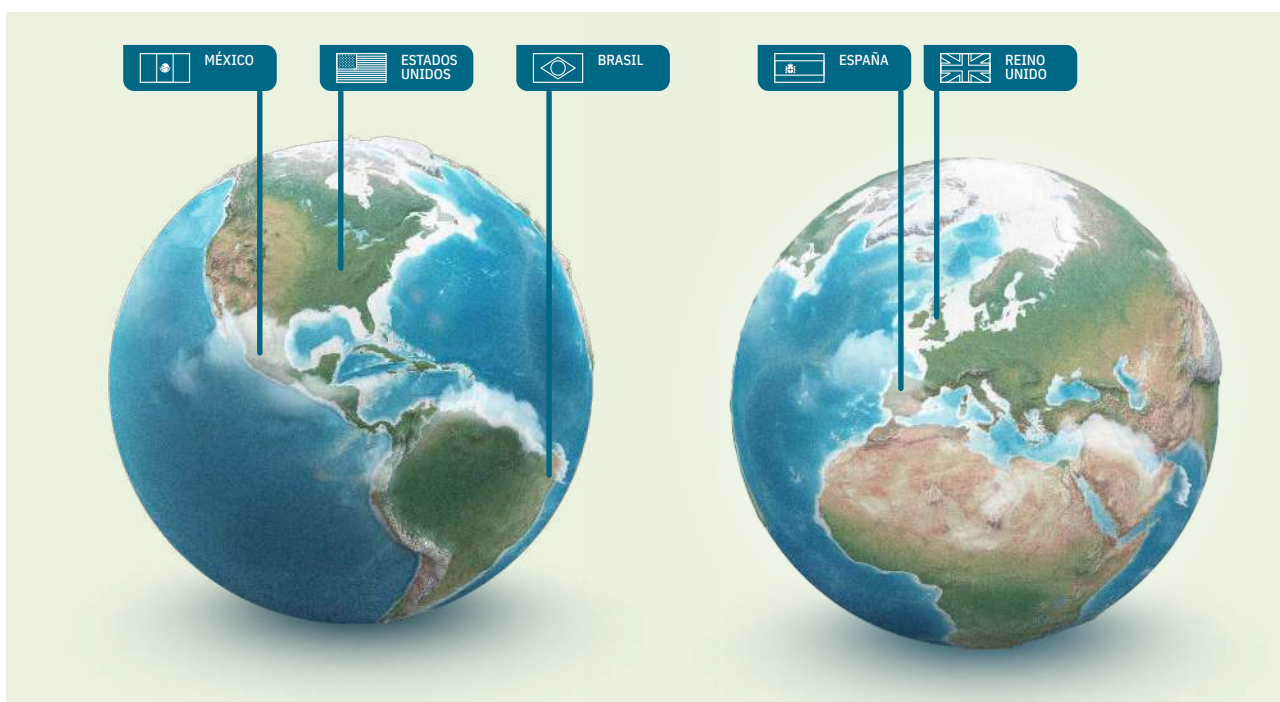 MÉXICO
ESTADOS
UNIDOS
BRASIL
ESPAÑA
REINO
UNIDO